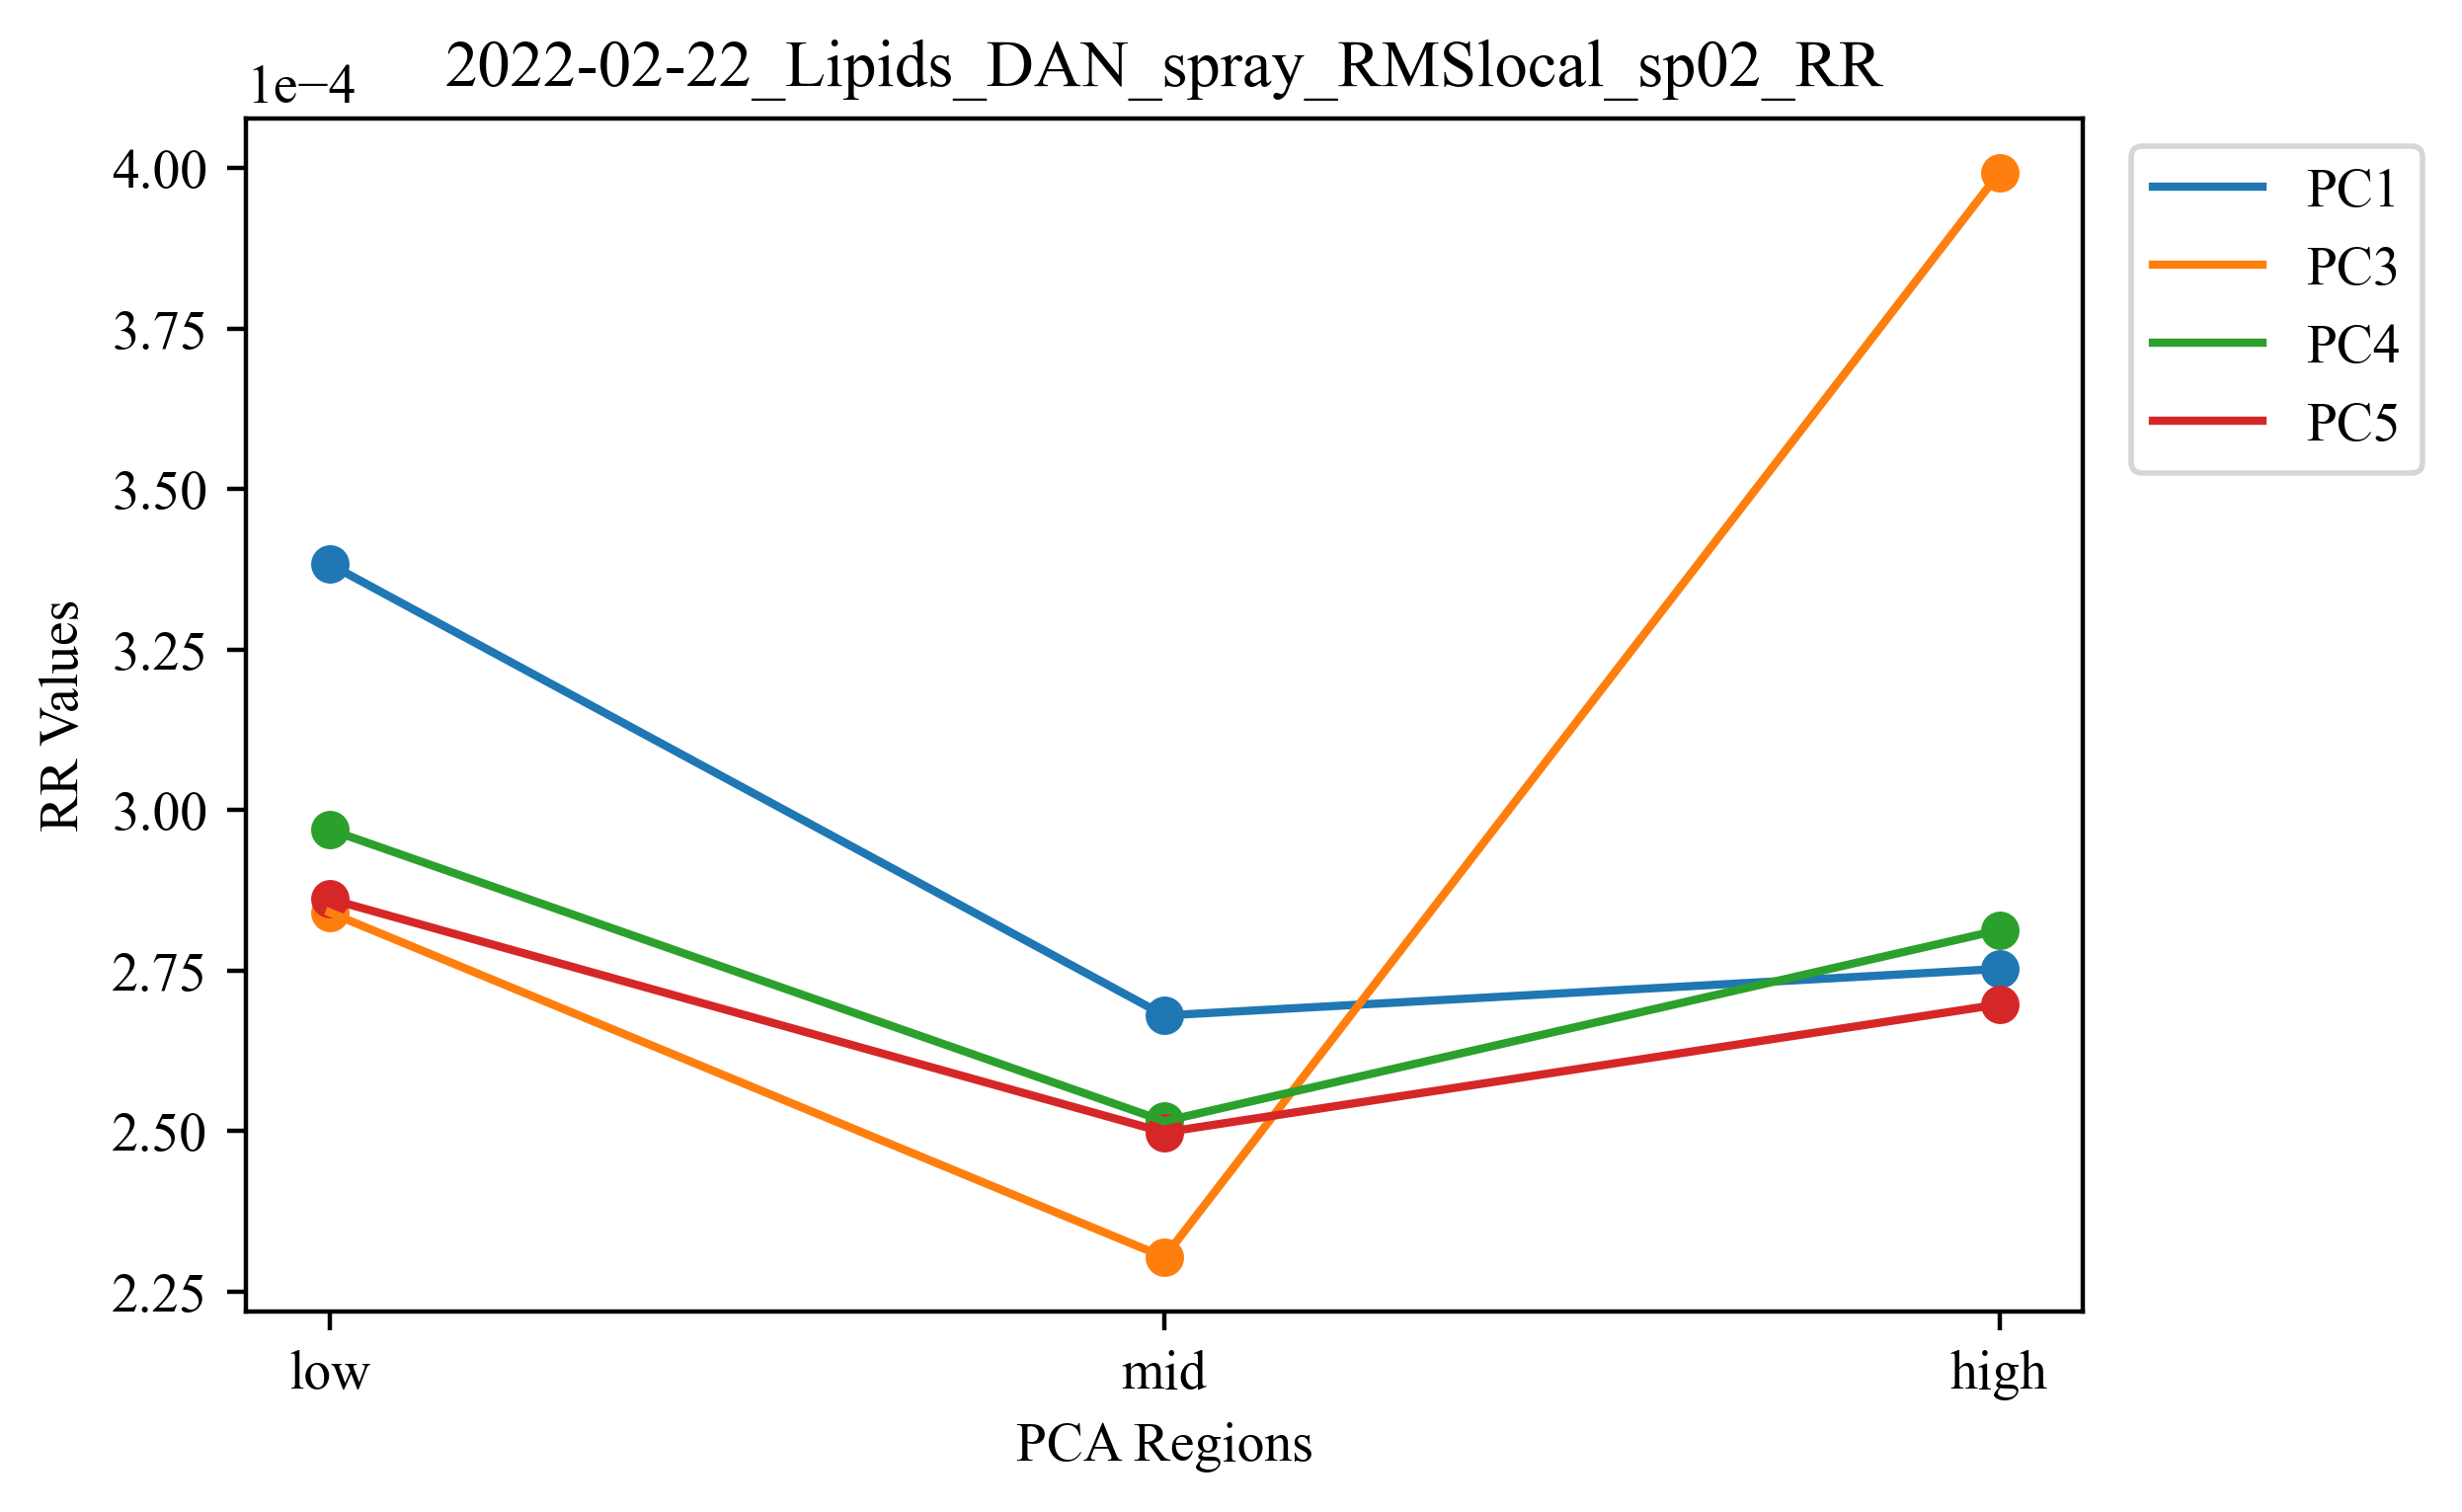 2022-02-22_Lipids_DAN_spray_RMSlocal_sp02_RR
1e−4
4.00
3.75
3.50
3.25
3.00
2.75
2.50
2.25
RR Values
low
mid
high
PCA Regions
PC1
PC3
PC4
PC5